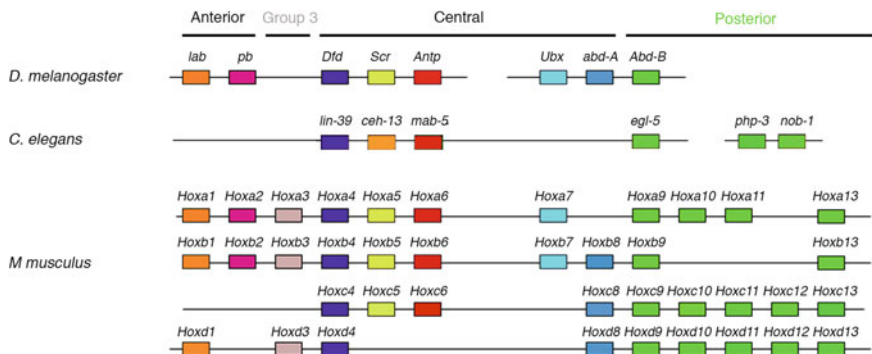 Anterior Group 3 Central Posterior
lab pb Dfd Scr Antp Ubx abd-A Abd-B
D. melanogaster
lin-39 ceh-13 mab-5 egl-5 php-3 nob-1
C. elegans
Hoxa1 Hoxa2 Hoxa3 Hoxa4 Hoxa5 Hoxa6 Hoxa7 Hoxa9 Hoxa10 Hoxa11 Hoxa13
Hoxb1 Hoxb2 Hoxb3 Hoxb4 Hoxb5 Hoxb6 Hoxb7 Hoxb8 Hoxb9 Hoxb13
M musculus
Hoxc4 Hoxc5 Hoxc6 Hoxc8 Hoxc9 Hoxc10 Hoxc11 Hoxc12 Hoxc13
Hoxd1 Hoxd3 Hoxd4 Hoxd8 Hoxd9 Hoxd10 Hoxd11 Hoxd12 Hoxd13